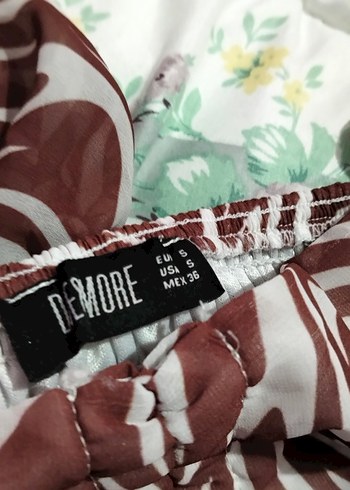 DEMORE
EUR S
USA S
MEX 36